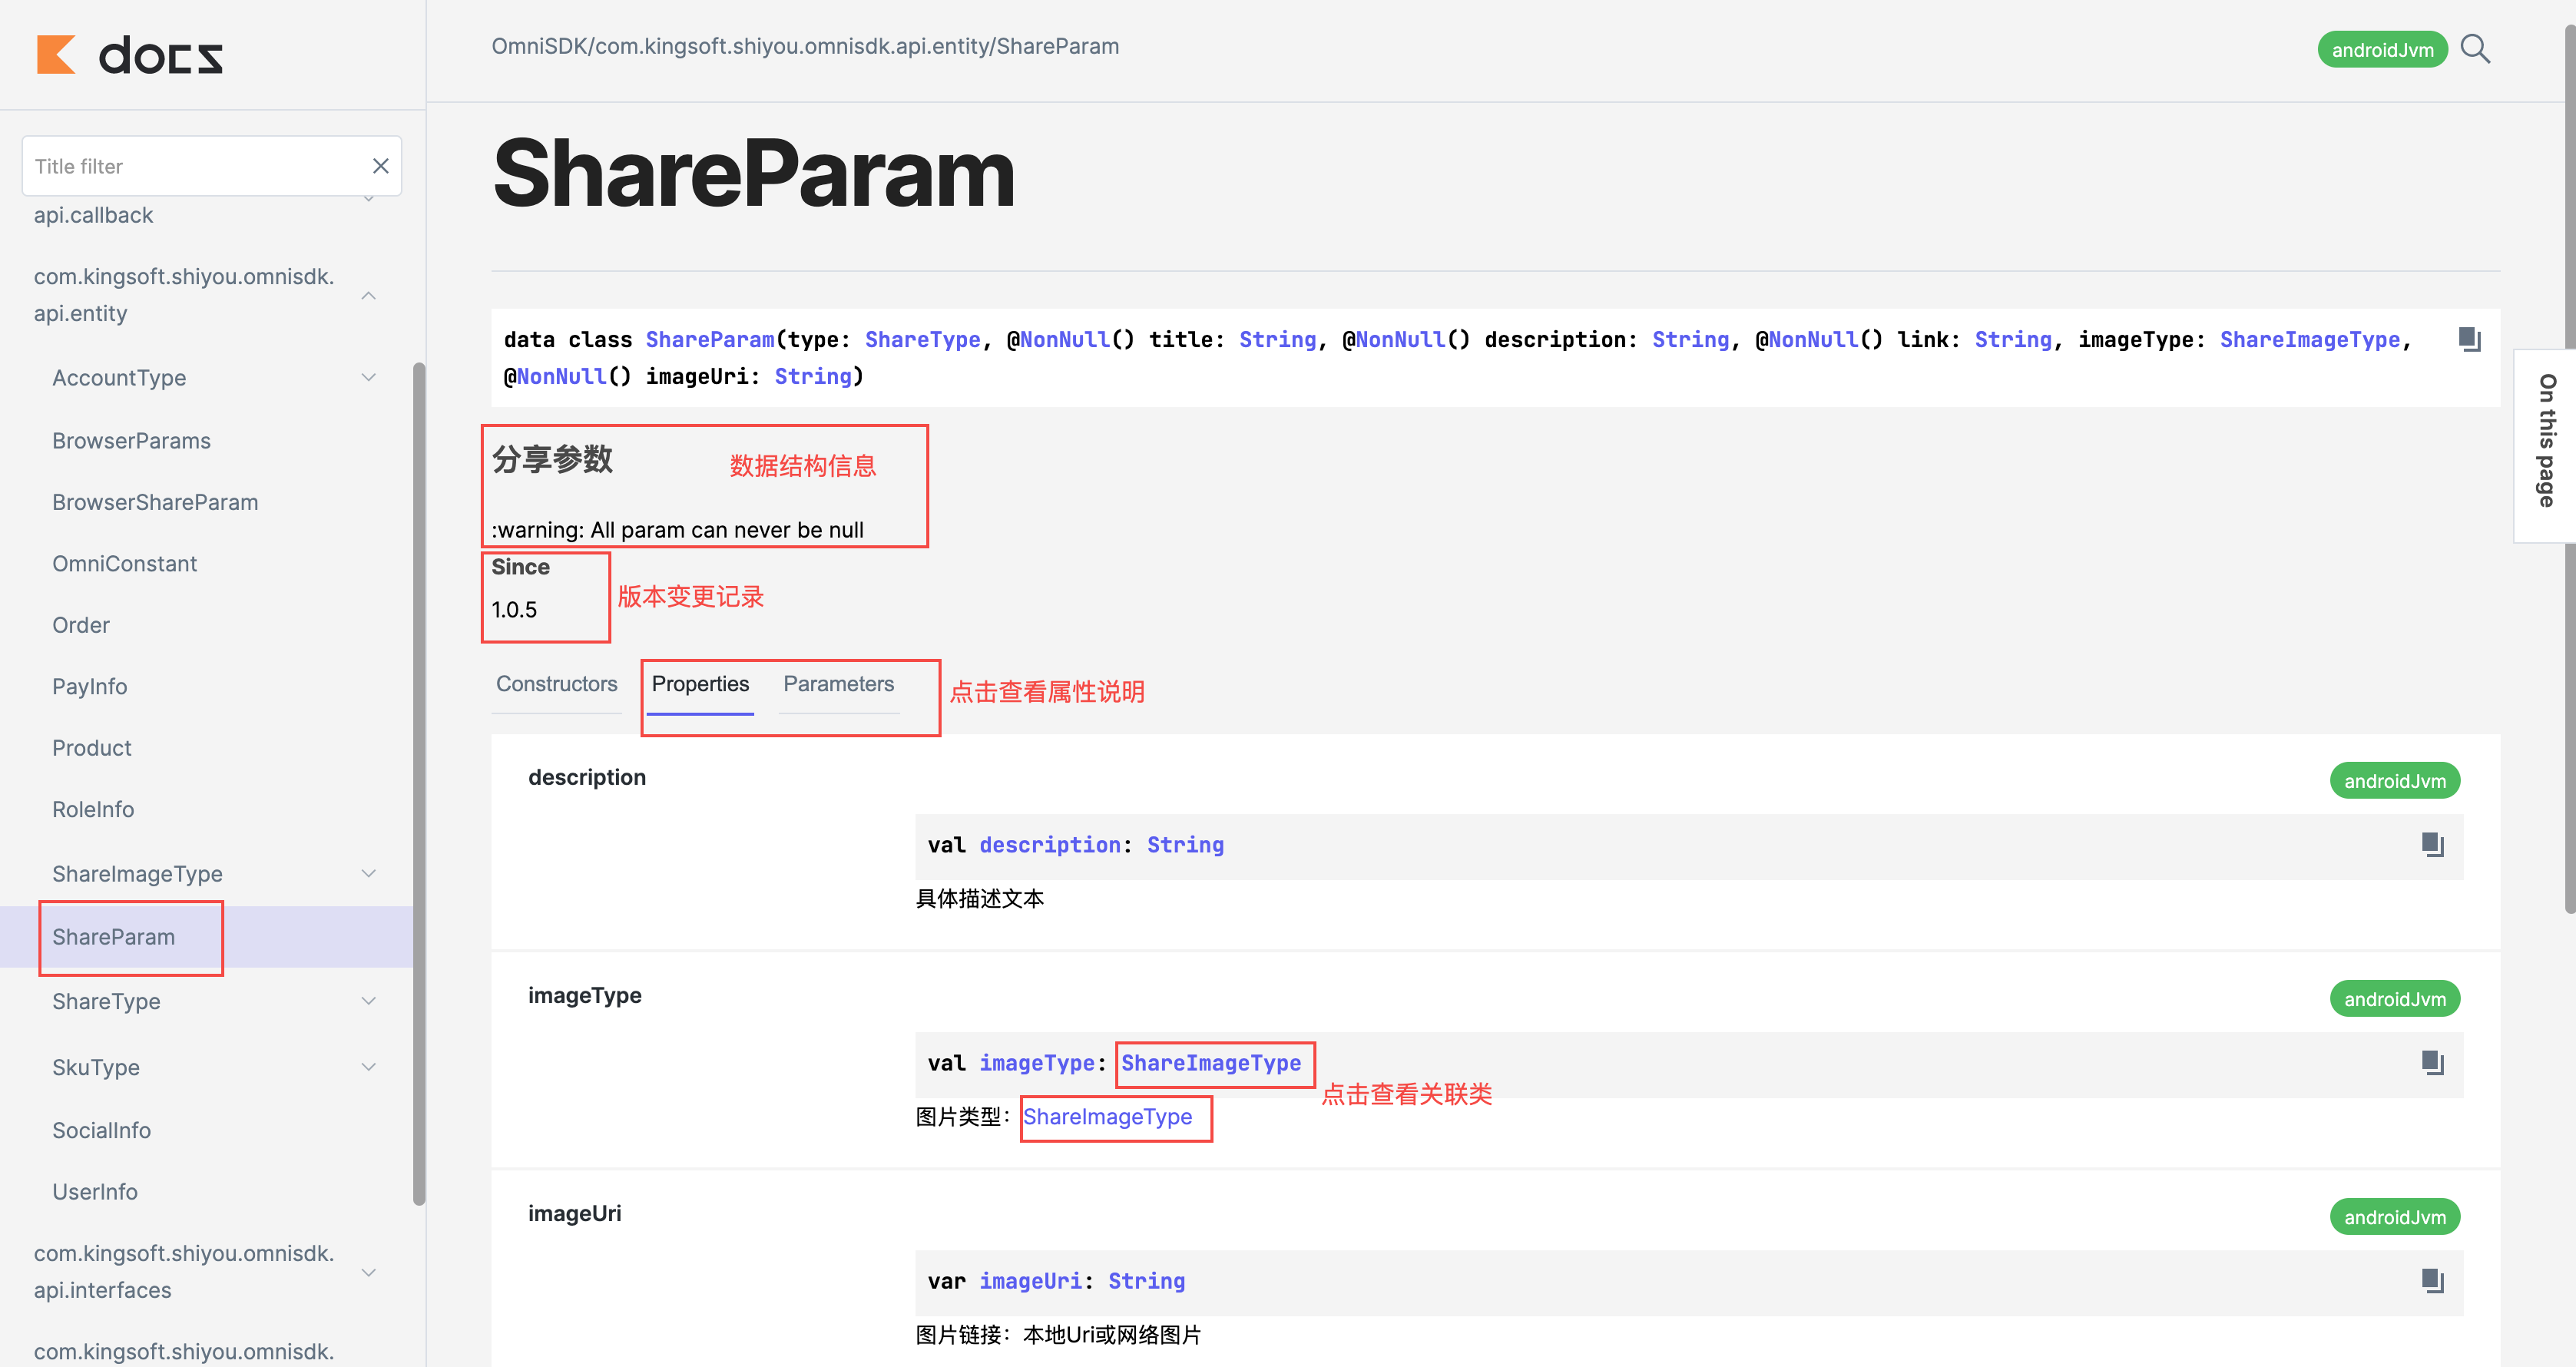 docs
Title filter
api.callback
com.kingsoft.shiyou.omnisdk.
api.entity
AccountType
BrowserParams
BrowserShareParam
OmniConstant
Order
PayInfo
Product
RoleInfo
ShareImageType
ShareParam
ShareType
SkuType
SocialInfo
UserInfo
com.kingsoft.shiyou.omnisdk.
api.interfaces
com.kingsoft.shiyou.omnisdk.
OmniSDK/com.kingsoft.shiyou.omnisdk.api.entity/ShareParam
androidJvm
ShareParam
data class ShareParam(type: ShareType, @NonNull() title: String, @NonNull() description: String, @NonNull() link: String, imageType: ShareImageType,
@NonNull() imageUri: String)
On this page
分享参数
数据结构信息
:warning: All param can never be null
Since
1.0.5
版本变更记录
Constructors
Properties
Parameters
点击查看属性说明
description
androidJvm
val description: String
具体描述文本
imageType
androidJvm
val imageType: ShareImageType
点击查看关联类
图片类型：ShareImageType
imageUri
androidJvm
var imageUri: String
图片链接：本地Uri或网络图片